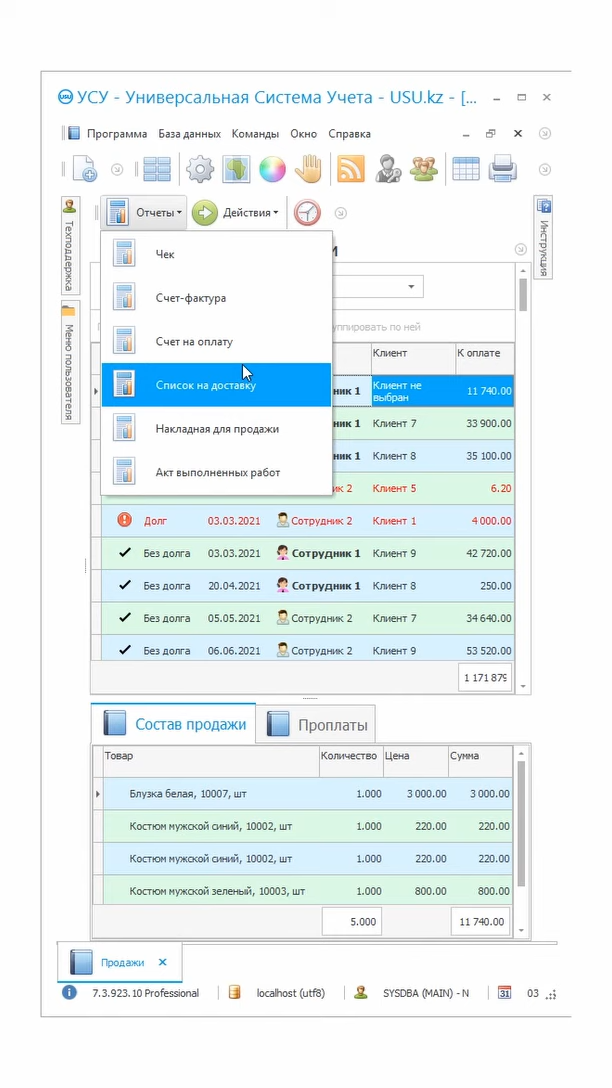 УСУ - Универсальная Система Учета - USU.kz - [...
Программа База данных Команды Окно Справка
Отчеты Действия
Техподдержка
Меню пользователя
Инструкция
Чек
Счет-фактура
Счет на оплату
Список на доставку
Накладная для продажи
Акт выполненных работ
уппировать по ней
Клиент К оплате
ник 1 Клиент не выбран 11 740.00
ник 1 Клиент 7 33 900.00
ник 1 Клиент 8 35 100.00
ик 2 Клиент 5 6.20
Долг 03.03.2021 Сотрудник 2 Клиент 1 4 000.00
Без долга 03.03.2021 Сотрудник 1 Клиент 9 42 720.00
Без долга 20.04.2021 Сотрудник 1 Клиент 8 250.00
Без долга 05.05.2021 Сотрудник 2 Клиент 7 34 640.00
Без долга 06.06.2021 Сотрудник 2 Клиент 9 53 520.00
1 171 879
Состав продажи Проплаты
Товар Количество Цена Сумма
Блузка белая, 10007, шт 1.000 3 000.00 3 000.00
Костюм мужской синий, 10002, шт 1.000 220.00 220.00
Костюм мужской синий, 10002, шт 1.000 220.00 220.00
Костюм мужской зеленый, 10003, шт 1.000 800.00 800.00
5.000 11 740.00
Продажи
7.3.923.10 Professional localhost (utf8) SYSDBA (MAIN) - N 31 03